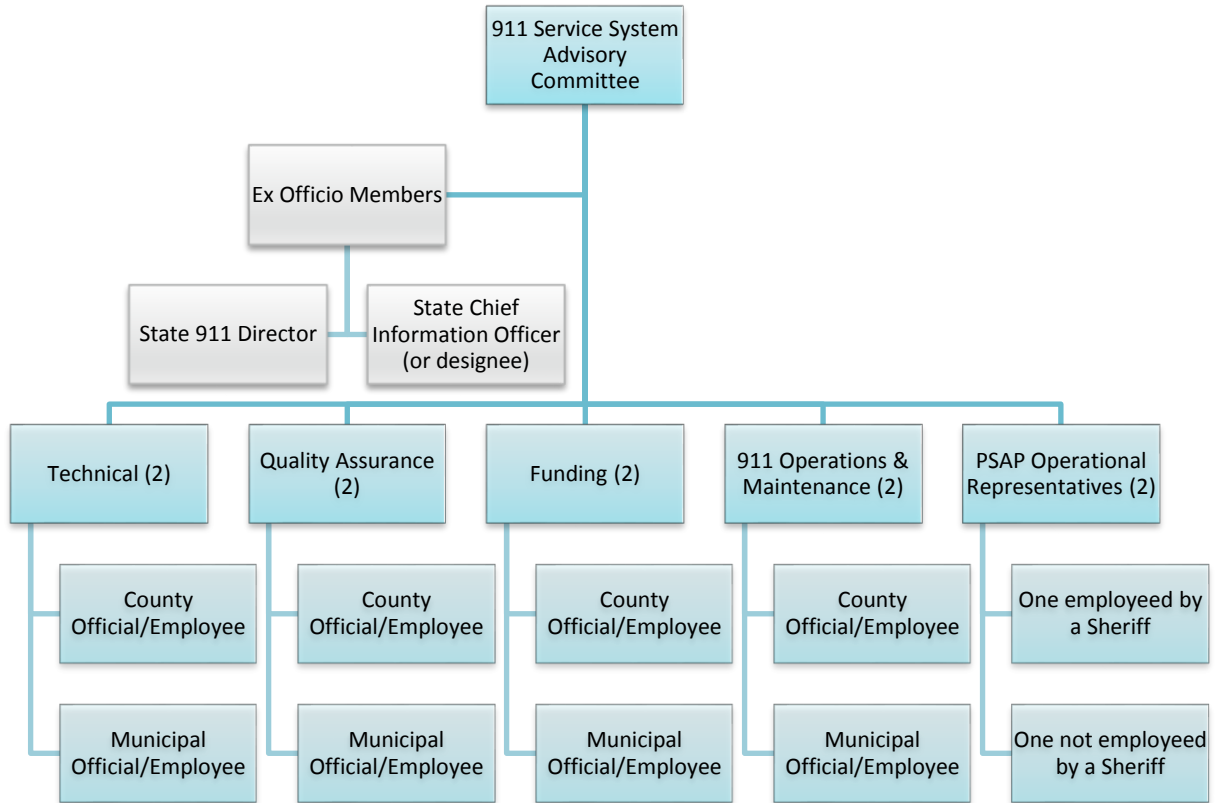 911 Service System
Advisory
Committee
Ex Officio Members
State 911 Director
State Chief
Information Officer
(or designee)
Technical (2)
Quality Assurance
(2)
Funding (2)
911 Operations &
Maintenance (2)
PSAP Operational
Representatives (2)
County
Official/Employee
County
Official/Employee
County
Official/Employee
County
Official/Employee
One employeed by
a Sheriff
Municipal
Official/Employee
Municipal
Official/Employee
Municipal
Official/Employee
Municipal
Official/Employee
One not employeed
by a Sheriff